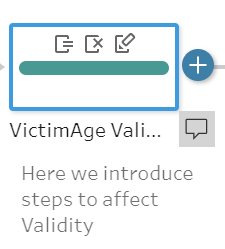 VictimAge Vali...
Here we introduce
steps to affect
Validity